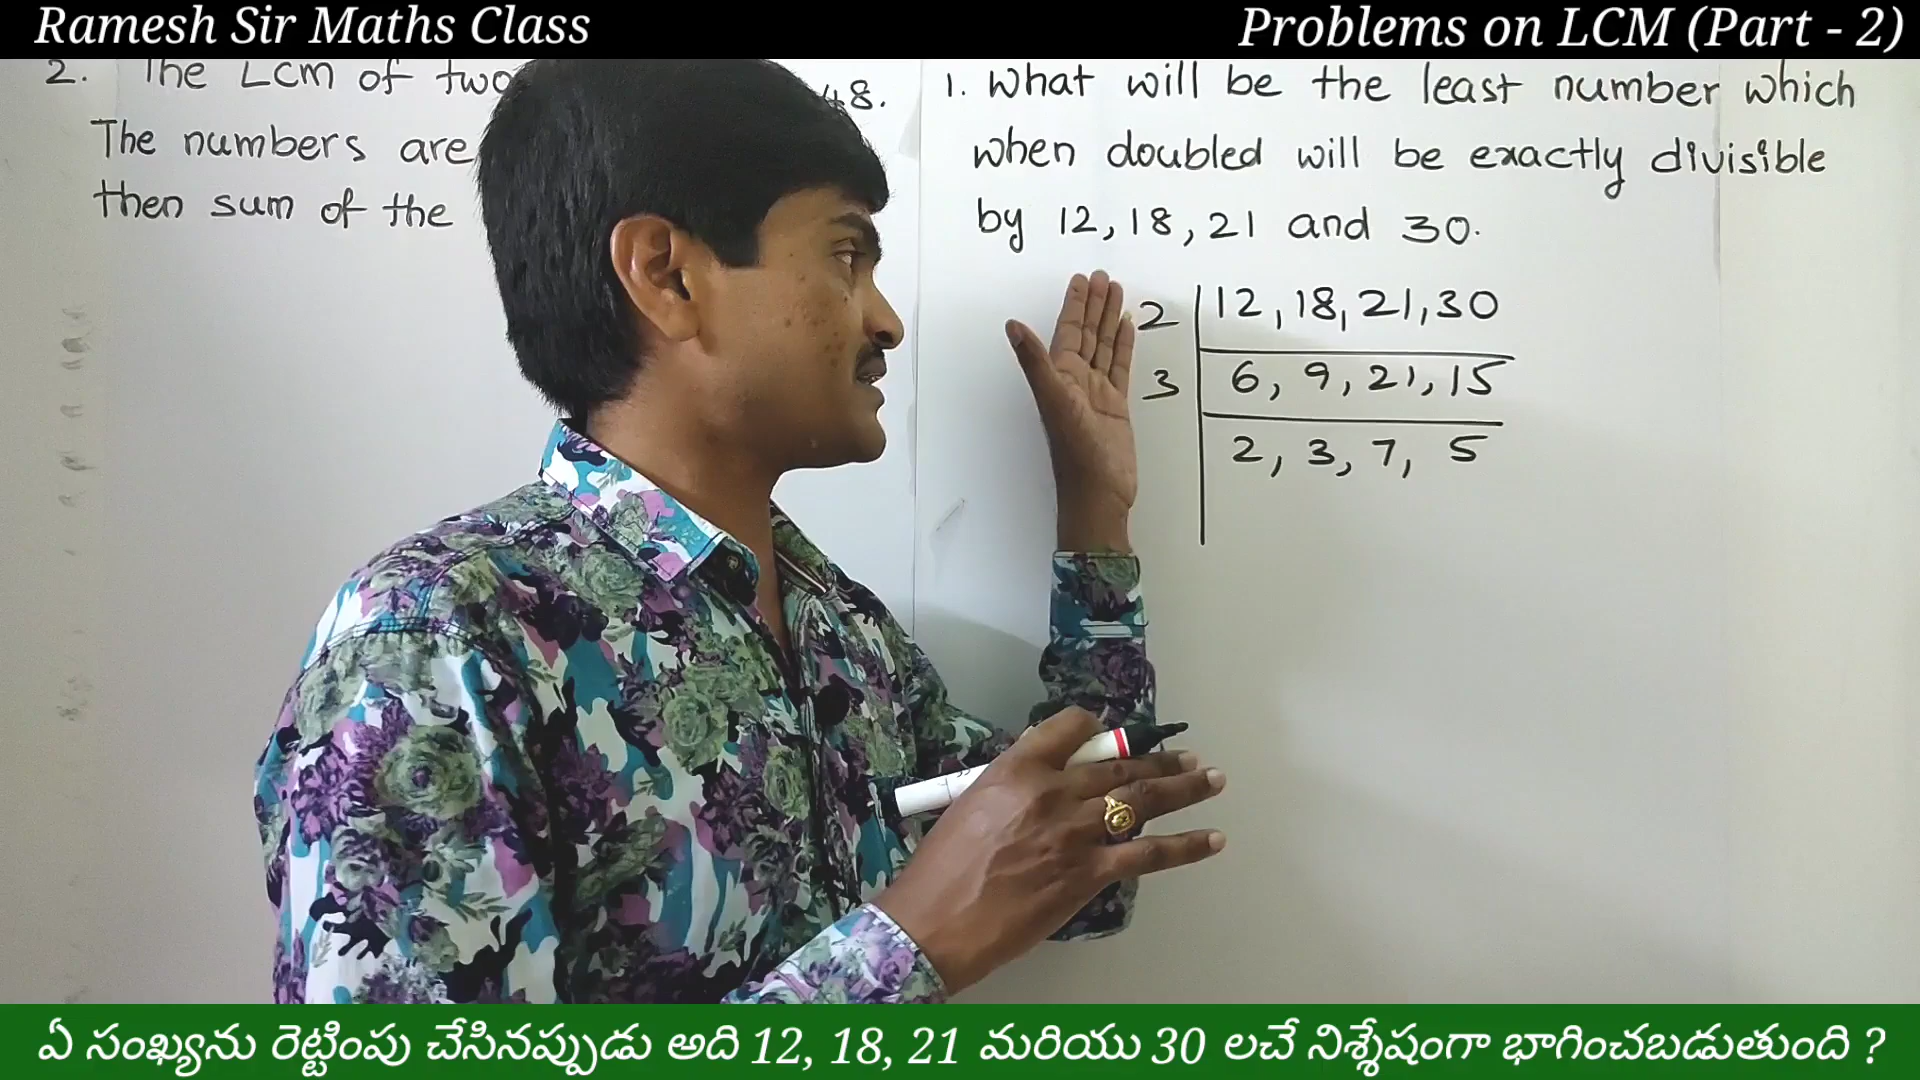 Ramesh Sir Maths Class
Problems on LCM (Part - 2)
2. The LCM of two 48.
The numbers are
then sum of the
1. What will be the least number which
when doubled will be exactly divisible
by 12, 18, 21 and 30.
2 | 12, 18, 21, 30
3 | 6, 9, 21, 15
2, 3, 7, 5
ఏ సంఖ్యను రెట్టింపు చేసినప్పుడు అది 12, 18, 21 మరియు 30 లచే నిశ్శేషంగా భాగించబడుతుంది ?